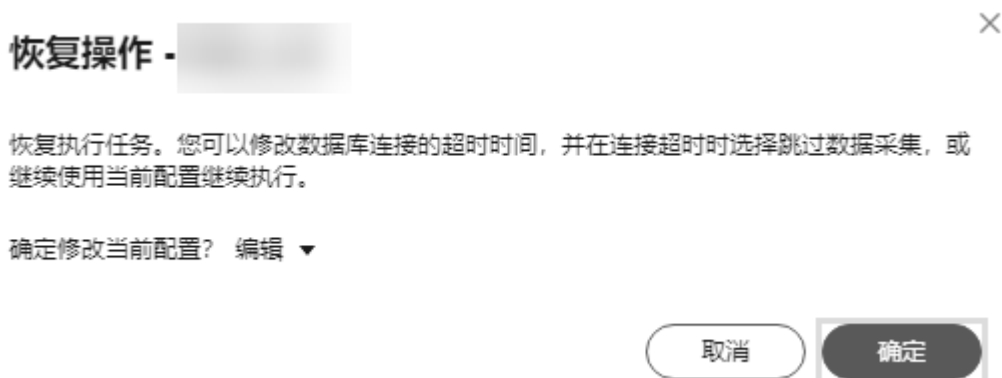 恢复操作 -
恢复执行任务。您可以修改数据库连接的超时时间，并在连接超时时选择跳过数据采集，或
继续使用当前配置继续执行。
确定修改当前配置？ 编辑
取消 确定